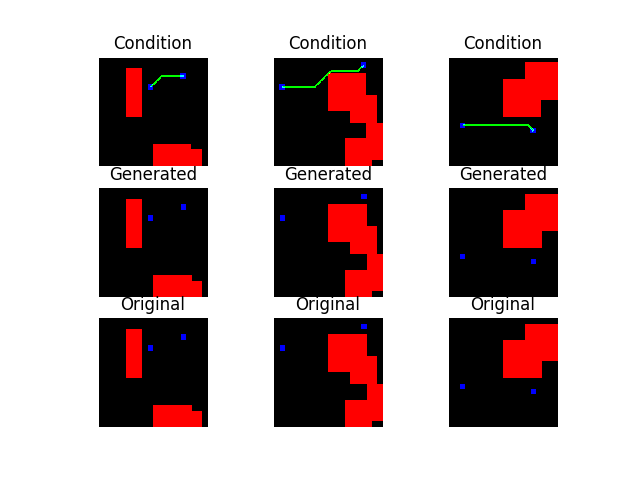 Condition Condition Condition
Generated Generated Generated
Original Original Original